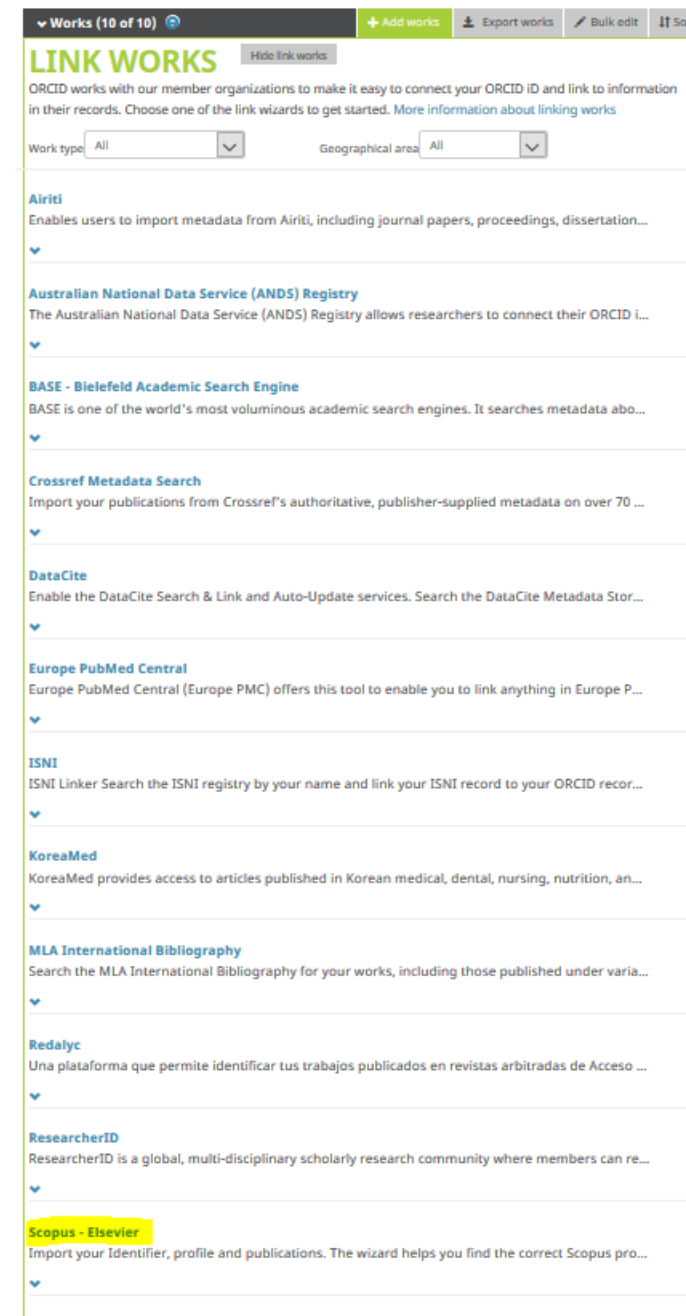 Works (10 of 10) ? + Add works Export works Bulk edit So
LINK WORKS Hide link works
ORCID works with our member organizations to make it easy to connect your ORCID iD and link to information
in their records. Choose one of the link wizards to get started. More information about linking works
Work type All Geographical area All
Airiti
Enables users to import metadata from Airiti, including journal papers, proceedings, dissertation...
Australian National Data Service (ANDS) Registry
The Australian National Data Service (ANDS) Registry allows researchers to connect their ORCID i...
BASE - Bielefeld Academic Search Engine
BASE is one of the world's most voluminous academic search engines. It searches metadata abo...
Crossref Metadata Search
Import your publications from Crossref's authoritative, publisher-supplied metadata on over 70 ...
DataCite
Enable the DataCite Search & Link and Auto-Update services. Search the DataCite Metadata Stor...
Europe PubMed Central
Europe PubMed Central (Europe PMC) offers this tool to enable you to link anything in Europe P...
ISNI
ISNI Linker Search the ISNI registry by your name and link your ISNI record to your ORCID recor...
KoreaMed
KoreaMed provides access to articles published in Korean medical, dental, nursing, nutrition, an...
MLA International Bibliography
Search the MLA International Bibliography for your works, including those published under varia...
Redalyc
Una plataforma que permite identificar tus trabajos publicados en revistas arbitradas de Acceso ...
ResearcherID
ResearcherID is a global, multi-disciplinary scholarly research community where members can re...
Scopus - Elsevier
Import your Identifier, profile and publications. The wizard helps you find the correct Scopus pro...